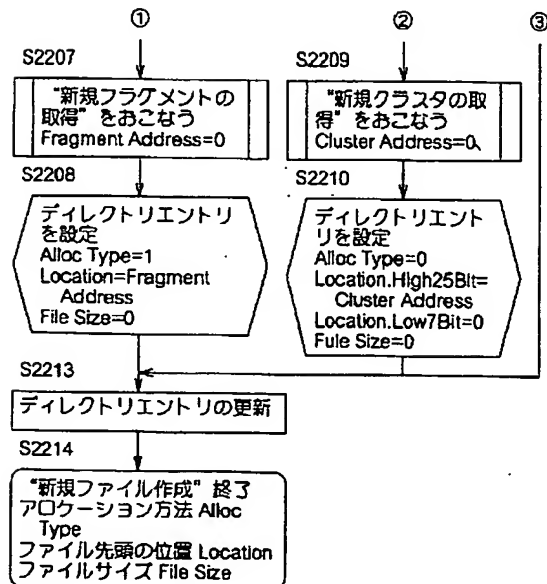 ① ② ③
S2207
“新規フラグメントの
取得”をおこなう
Fragment Address=0
S2209
“新規クラスタの取
得”をおこなう
Cluster Address=0、
S2208
ディレクトリエントリ
を設定
Alloc Type=1
Location=Fragment
Address
File Size=0
S2210
ディレクトリエント
リを設定
Alloc Type=0
Location.High25Bit=
Cluster Address
Location.Low7Bit=0
Fule Size=0
S2213
ディレクトリエントリの更新
S2214
“新規ファイル作成”終了
アロケーション方法 Alloc
Type
ファイル先頭の位置 Location
ファイルサイズ File Size